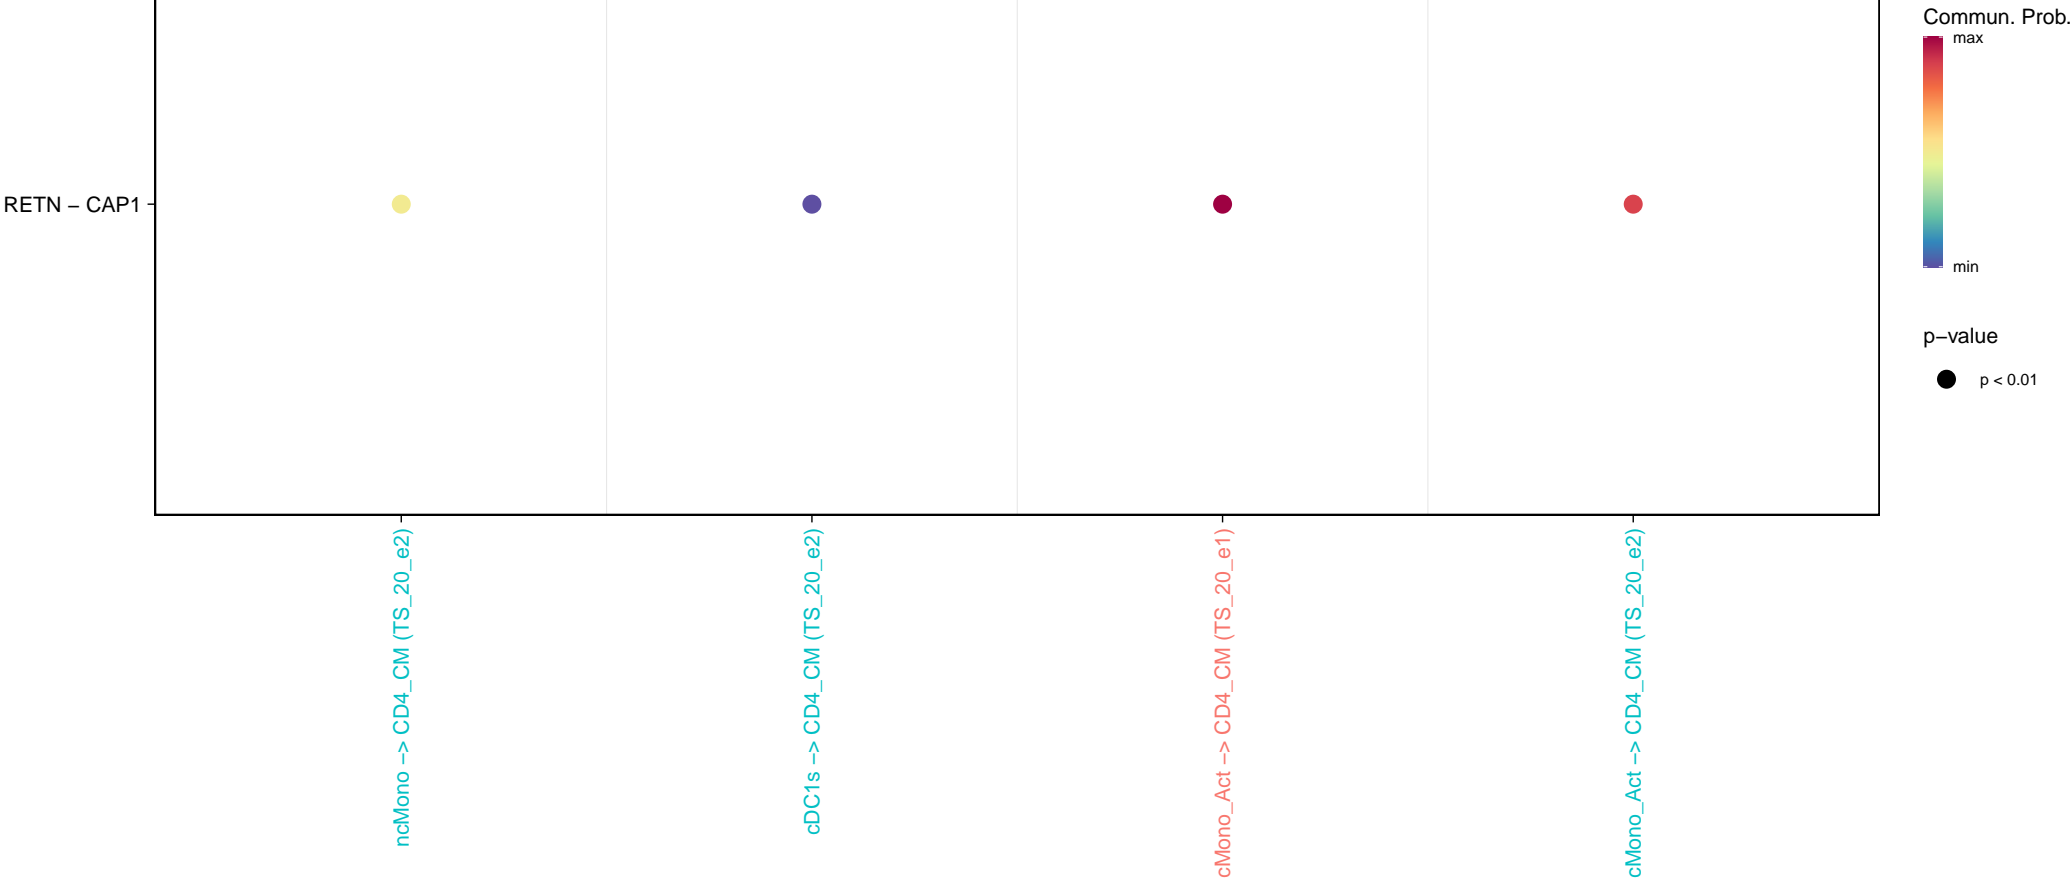 Commun. Prob.
max
min
p−value
p < 0.01
RETN − CAP1
ncMono −> CD4_CM (TS_20_e2)
cDC1s −> CD4_CM (TS_20_e2)
cMono_Act −> CD4_CM (TS_20_e1)
cMono_Act −> CD4_CM (TS_20_e2)